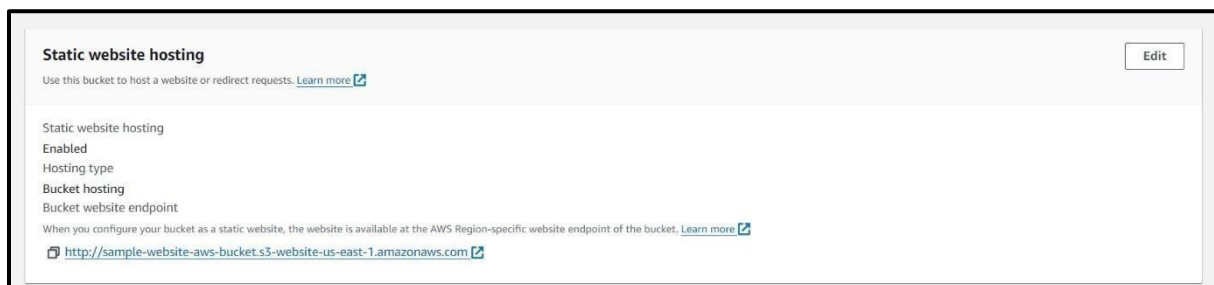 Static website hosting
Edit
Use this bucket to host a website or redirect requests. Learn more
Static website hosting
Enabled
Hosting type
Bucket hosting
Bucket website endpoint
When you configure your bucket as a static website, the website is available at the AWS Region-specific website endpoint of the bucket. Learn more
http://sample-website-aws-bucket.s3-website-us-east-1.amazonaws.com